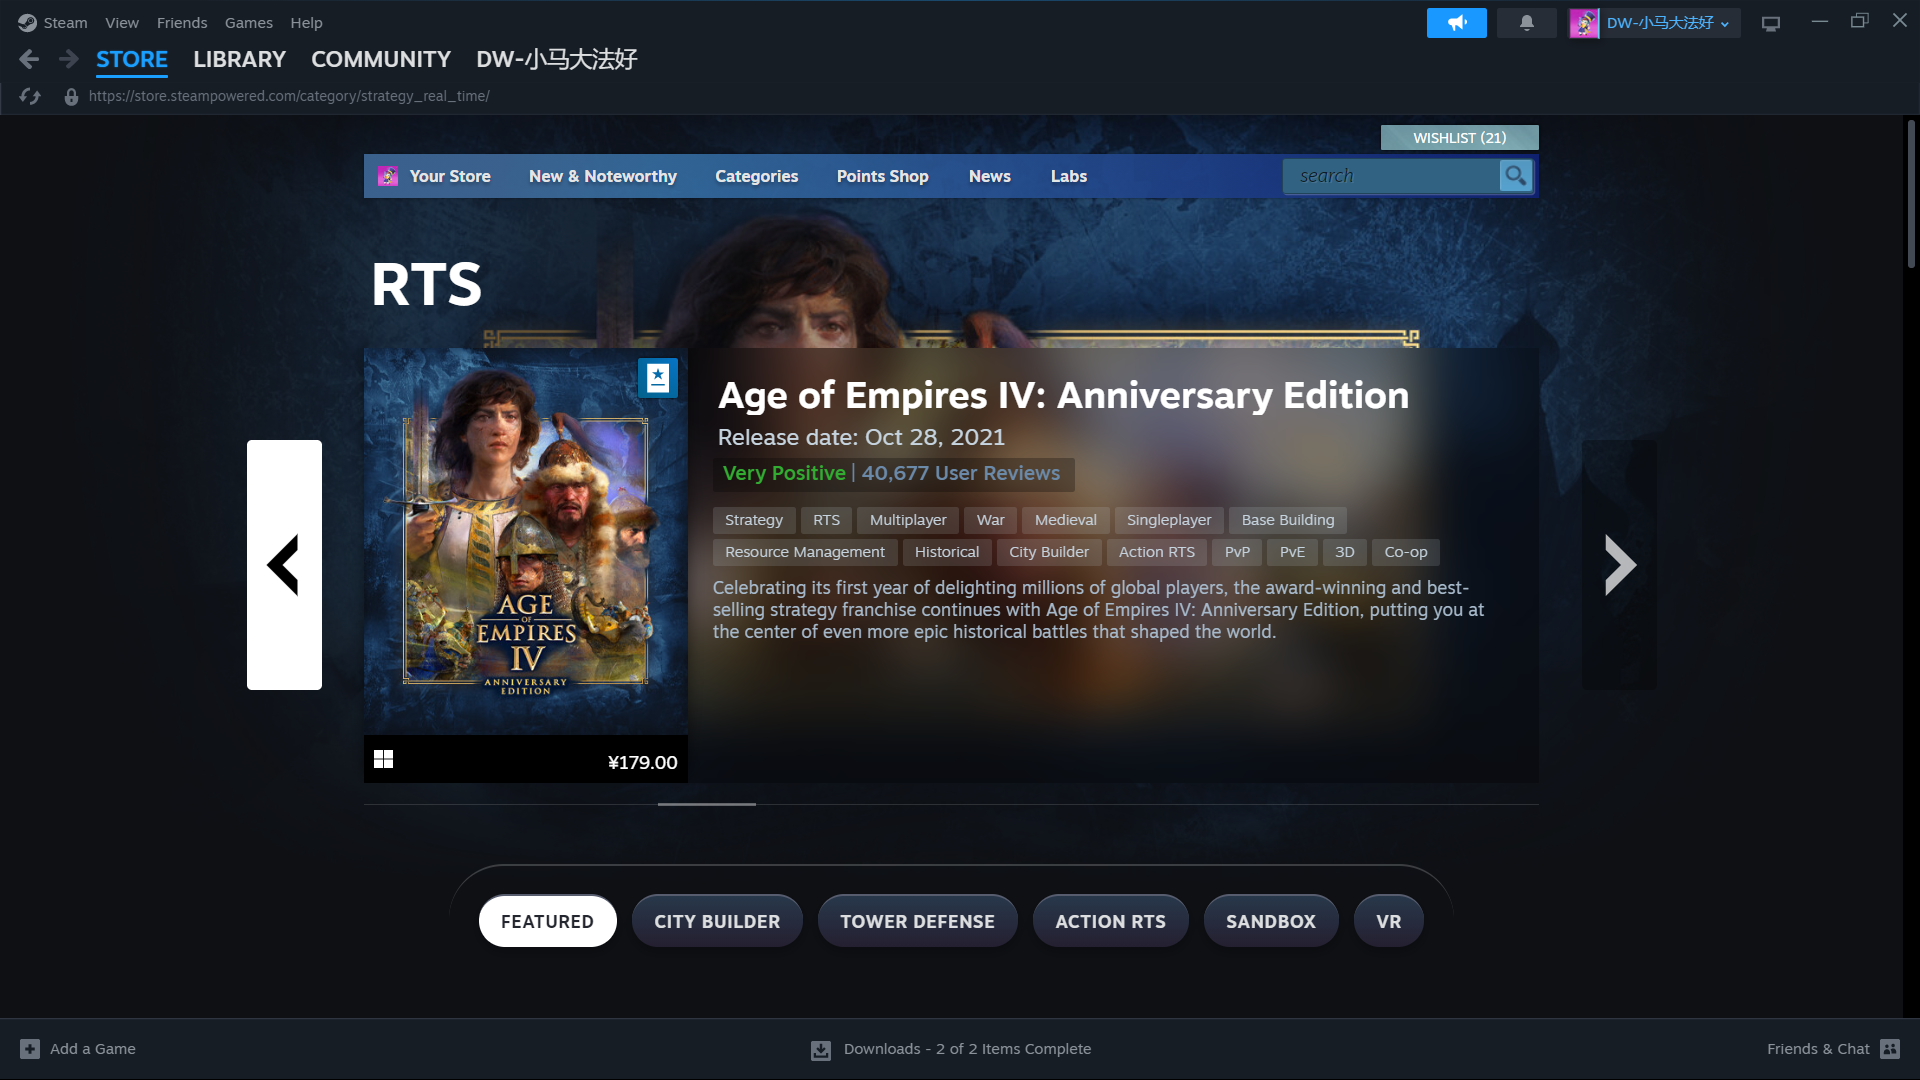 Steam View Friends Games Help
DW-小马大法好
STORE LIBRARY COMMUNITY DW-小马大法好
https://store.steampowered.com/category/strategy_real_time/
WISHLIST (21)
Your Store New & Noteworthy Categories Points Shop News Labs
search
RTS
Age of Empires IV: Anniversary Edition
Release date: Oct 28, 2021
Very Positive | 40,677 User Reviews
Strategy RTS Multiplayer War Medieval Singleplayer Base Building
Resource Management Historical City Builder Action RTS PvP PvE 3D Co-op
Celebrating its first year of delighting millions of global players, the award-winning and best-
selling strategy franchise continues with Age of Empires IV: Anniversary Edition, putting you at
the center of even more epic historical battles that shaped the world.
AGE
OF
EMPIRES
IV
ANNIVERSARY
EDITION
¥179.00
FEATURED CITY BUILDER TOWER DEFENSE ACTION RTS SANDBOX VR
Add a Game
Downloads - 2 of 2 Items Complete
Friends & Chat